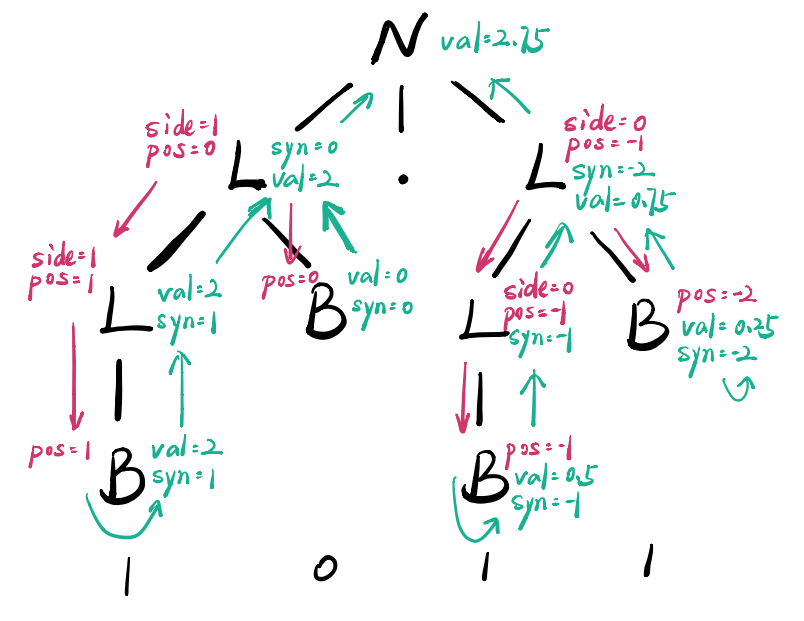 N val=2.75
side=1
pos=0
L
syn=0
val=2
.
side=0
pos=-1
L
syn=-2
val=0.75
side=1
pos=1
L
val=2
syn=1
pos=0
B
val=0
syn=0
side=0
pos=-1
L
syn=-1
B
pos=-2
val=0.25
syn=-2
pos=1
B
val=2
syn=1
B
pos=-1
val=0.5
syn=-1
1 0 1 1